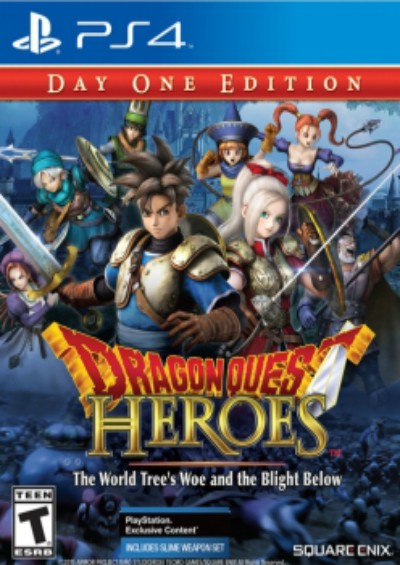 PS4
DAY ONE EDITION
DRAGON QUEST
HEROES™
The World Tree's Woe and the Blight Below
TEEN
T
ESRB
PlayStation.
Exclusive Content
INCLUDES SLIME WEAPON SET
SQUARE ENIX